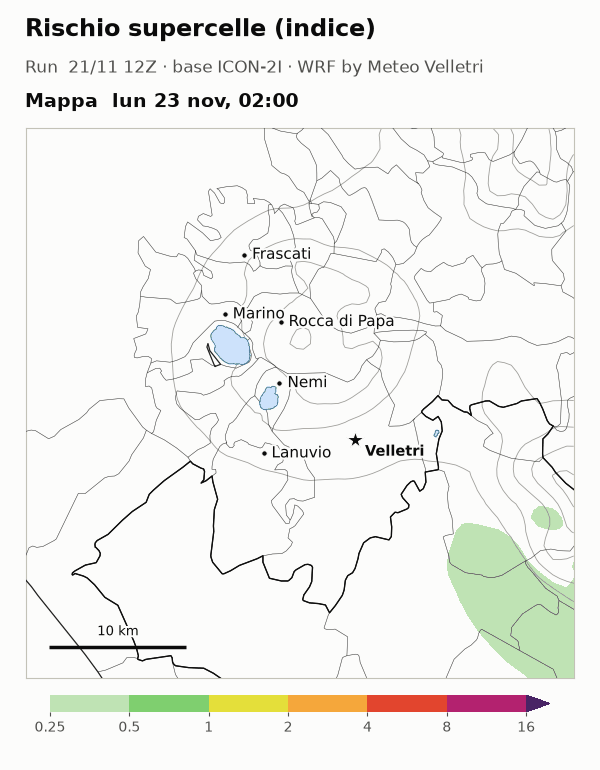 Rischio supercelle (indice)
Run  21/11 12Z · base ICON-2I · WRF by Meteo Velletri
Mappa  lun 23 nov, 02:00
Frascati
Marino
Rocca di Papa
Nemi
Velletri
Lanuvio
10 km
0.25 0.5 1 2 4 8 16